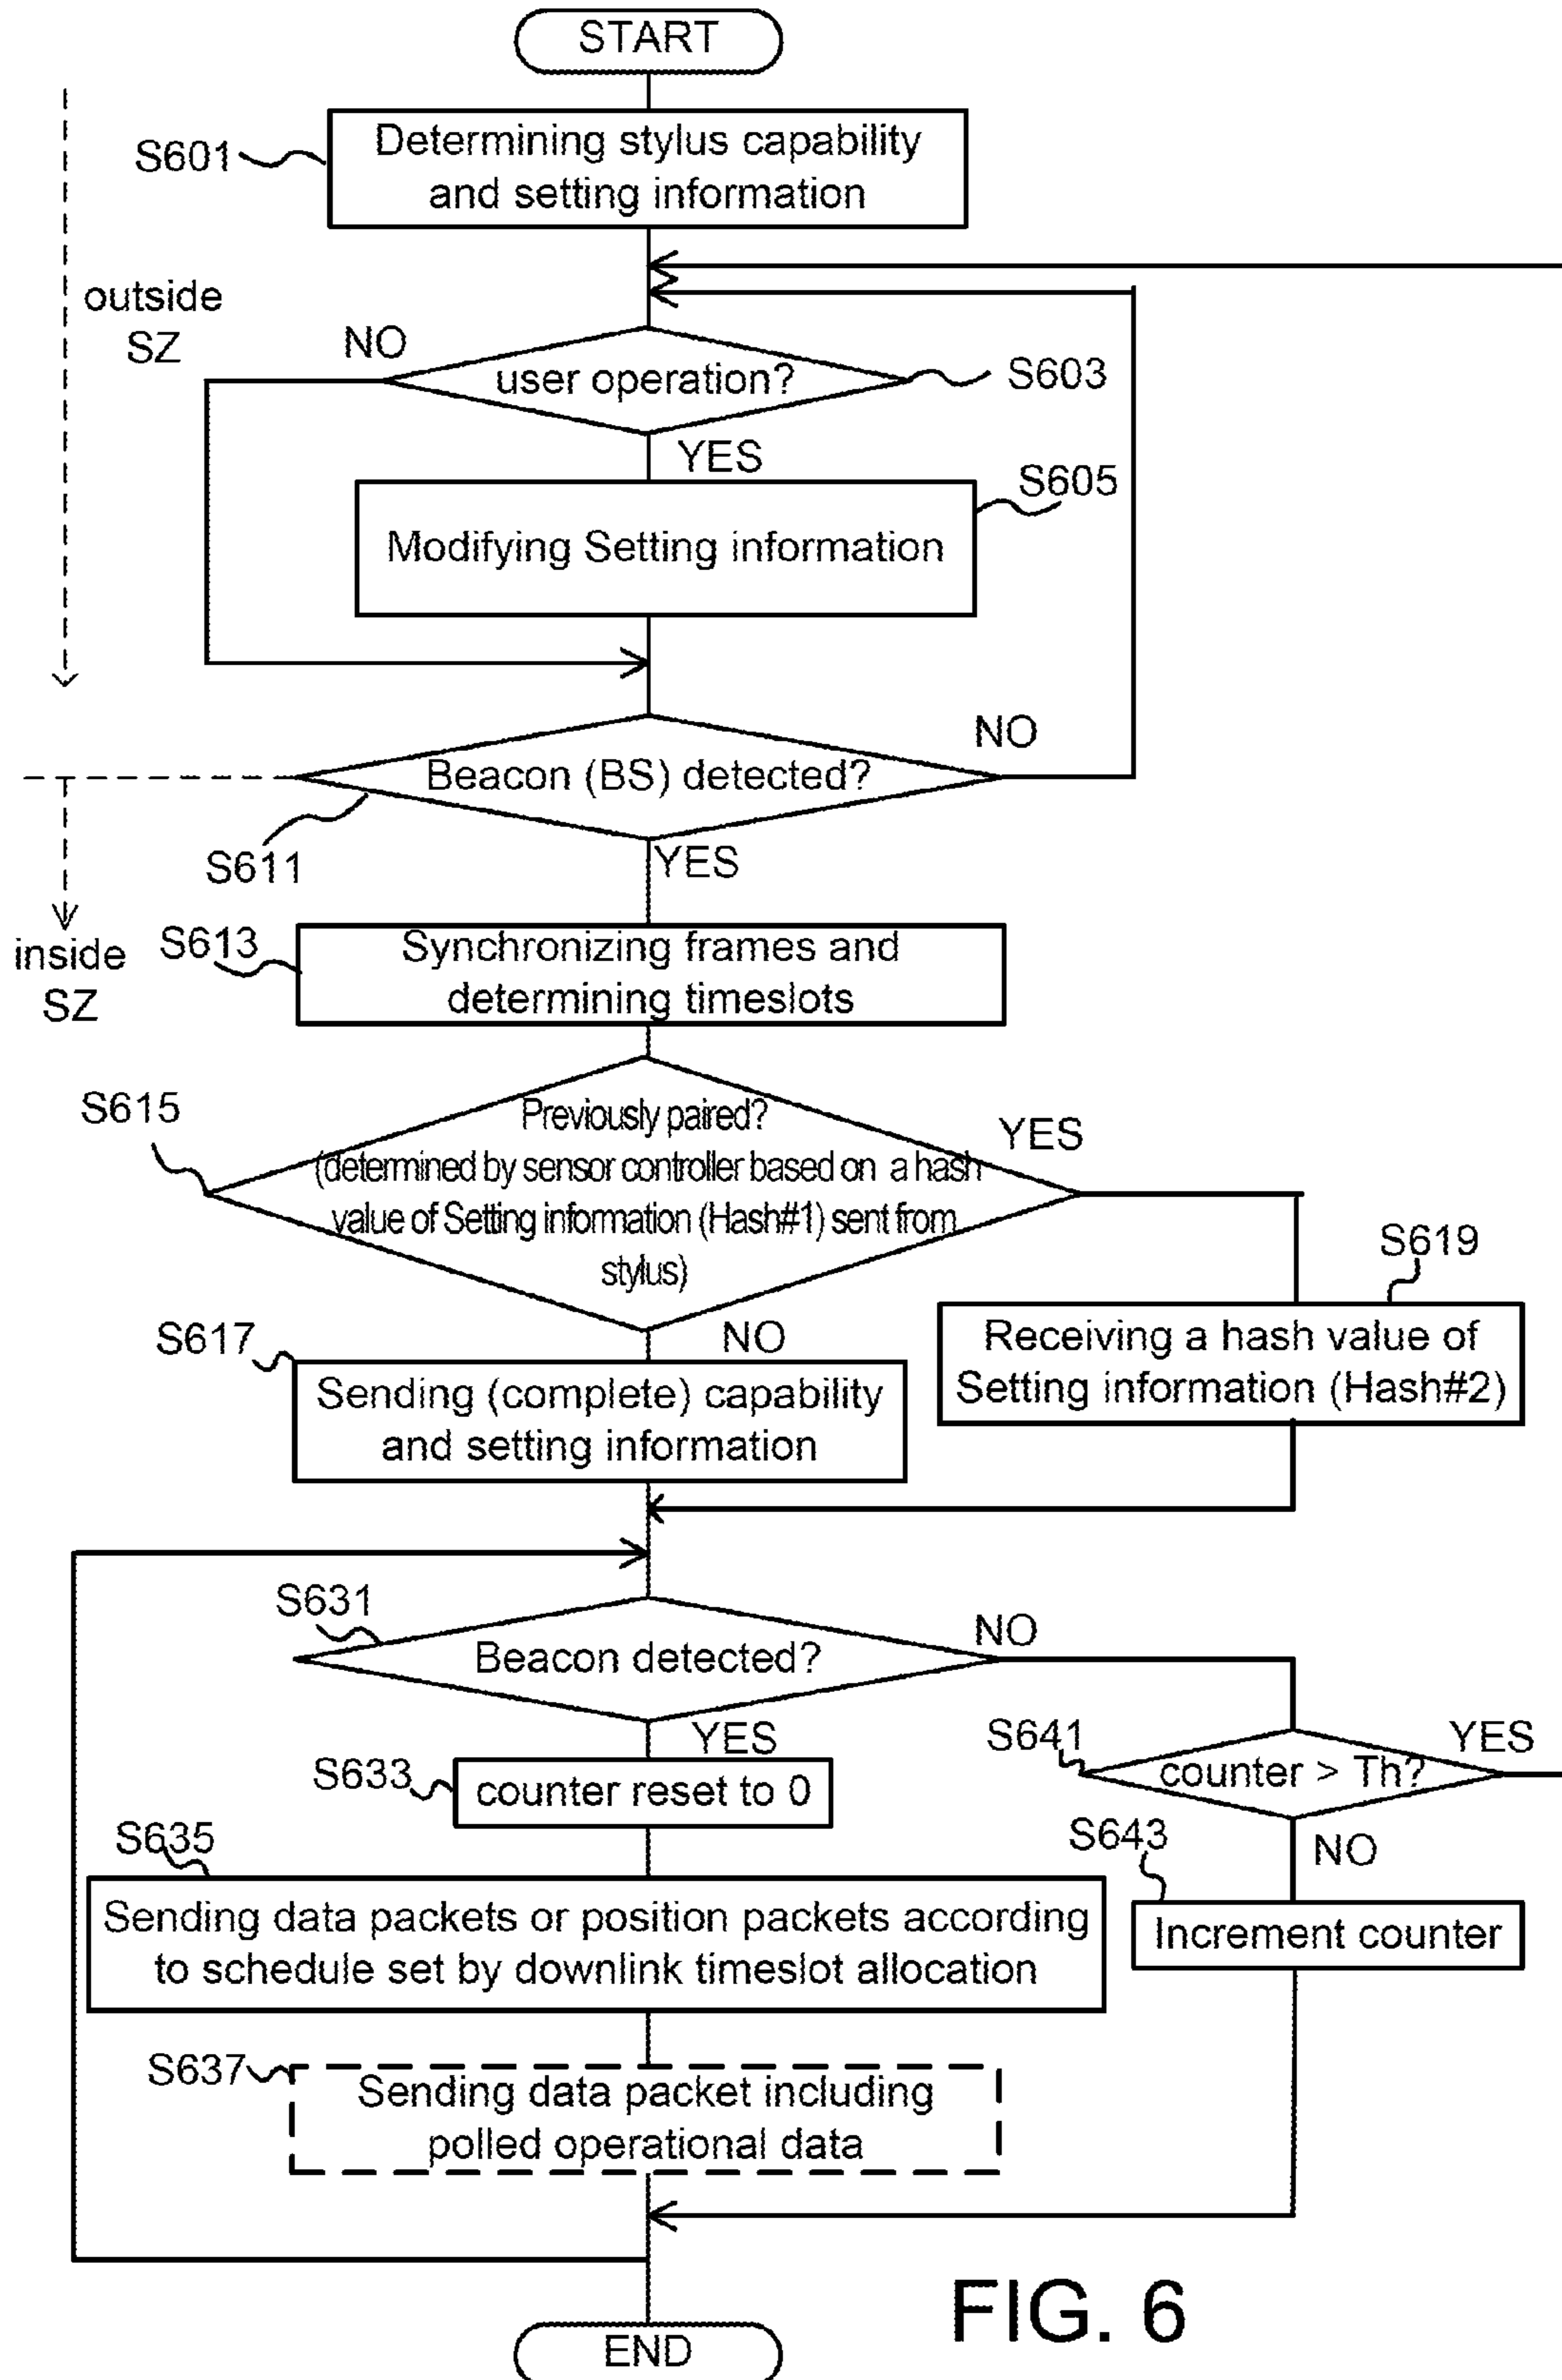 START
S601
Determining stylus capability
and setting information
outside
SZ
NO
user operation?
S603
YES
S605
Modifying Setting information
NO
Beacon (BS) detected?
S611
YES
inside
SZ
S613
Synchronizing frames and
determining timeslots
S615
Previously paired?
(determined by sensor controller based on a hash
value of Setting information (Hash#1) sent from
stylus)
YES
S619
Receiving a hash value of
Setting information (Hash#2)
S617
NO
Sending (complete) capability
and setting information
S631
Beacon detected?
NO
YES
S633
counter reset to 0
S641
counter > Th?
YES
S643
NO
Increment counter
S635
Sending data packets or position packets according
to schedule set by downlink timeslot allocation
S637
Sending data packet including
polled operational data
END
FIG. 6